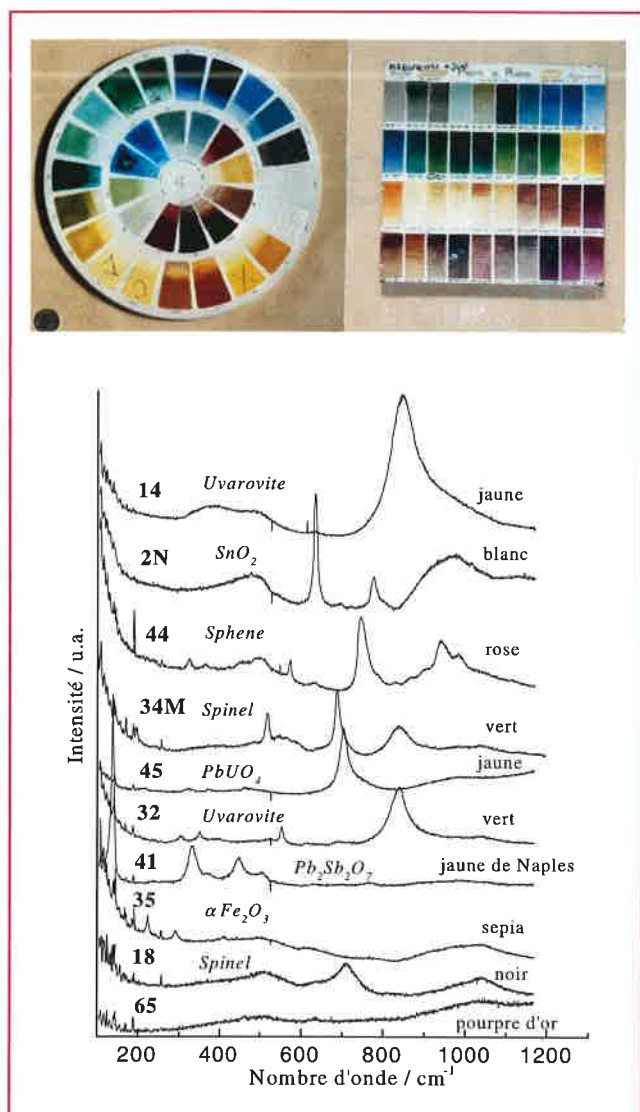 14 Uvarovite jaune
2N SnO₂ blanc
44 Sphene rose
34M Spinel vert
45 PbUO₄ jaune
32 Uvarovite vert
41 Pb₂Sb₂O₇ jaune de Naples
35 αFe₂O₃ sepia
18 Spinel noir
65 pourpre d'or
Intensité / u.a.
200 400 600 800 1000 1200
Nombre d'onde / cm⁻¹